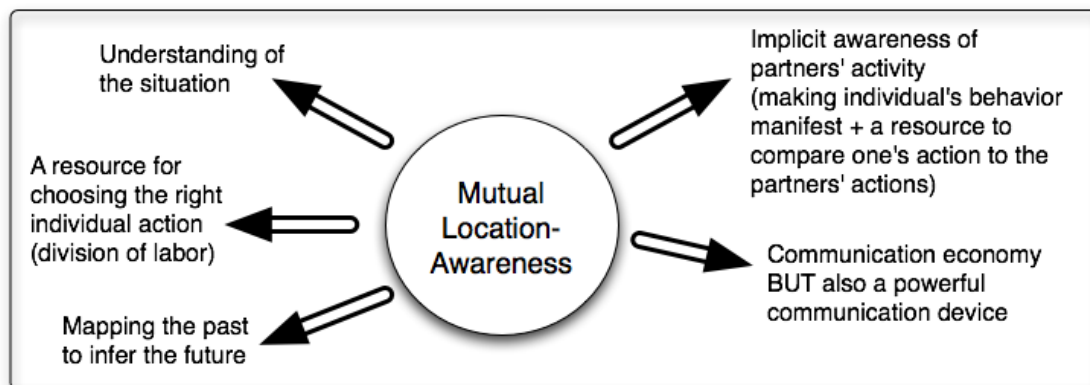 Understanding of
the situation
A resource for
choosing the right
individual action
(division of labor)
Mapping the past
to infer the future
Mutual
Location-
Awareness
Implicit awareness of
partners' activity
(making individual's behavior
manifest + a resource to
compare one's action to the
partners' actions)
Communication economy
BUT also a powerful
communication device